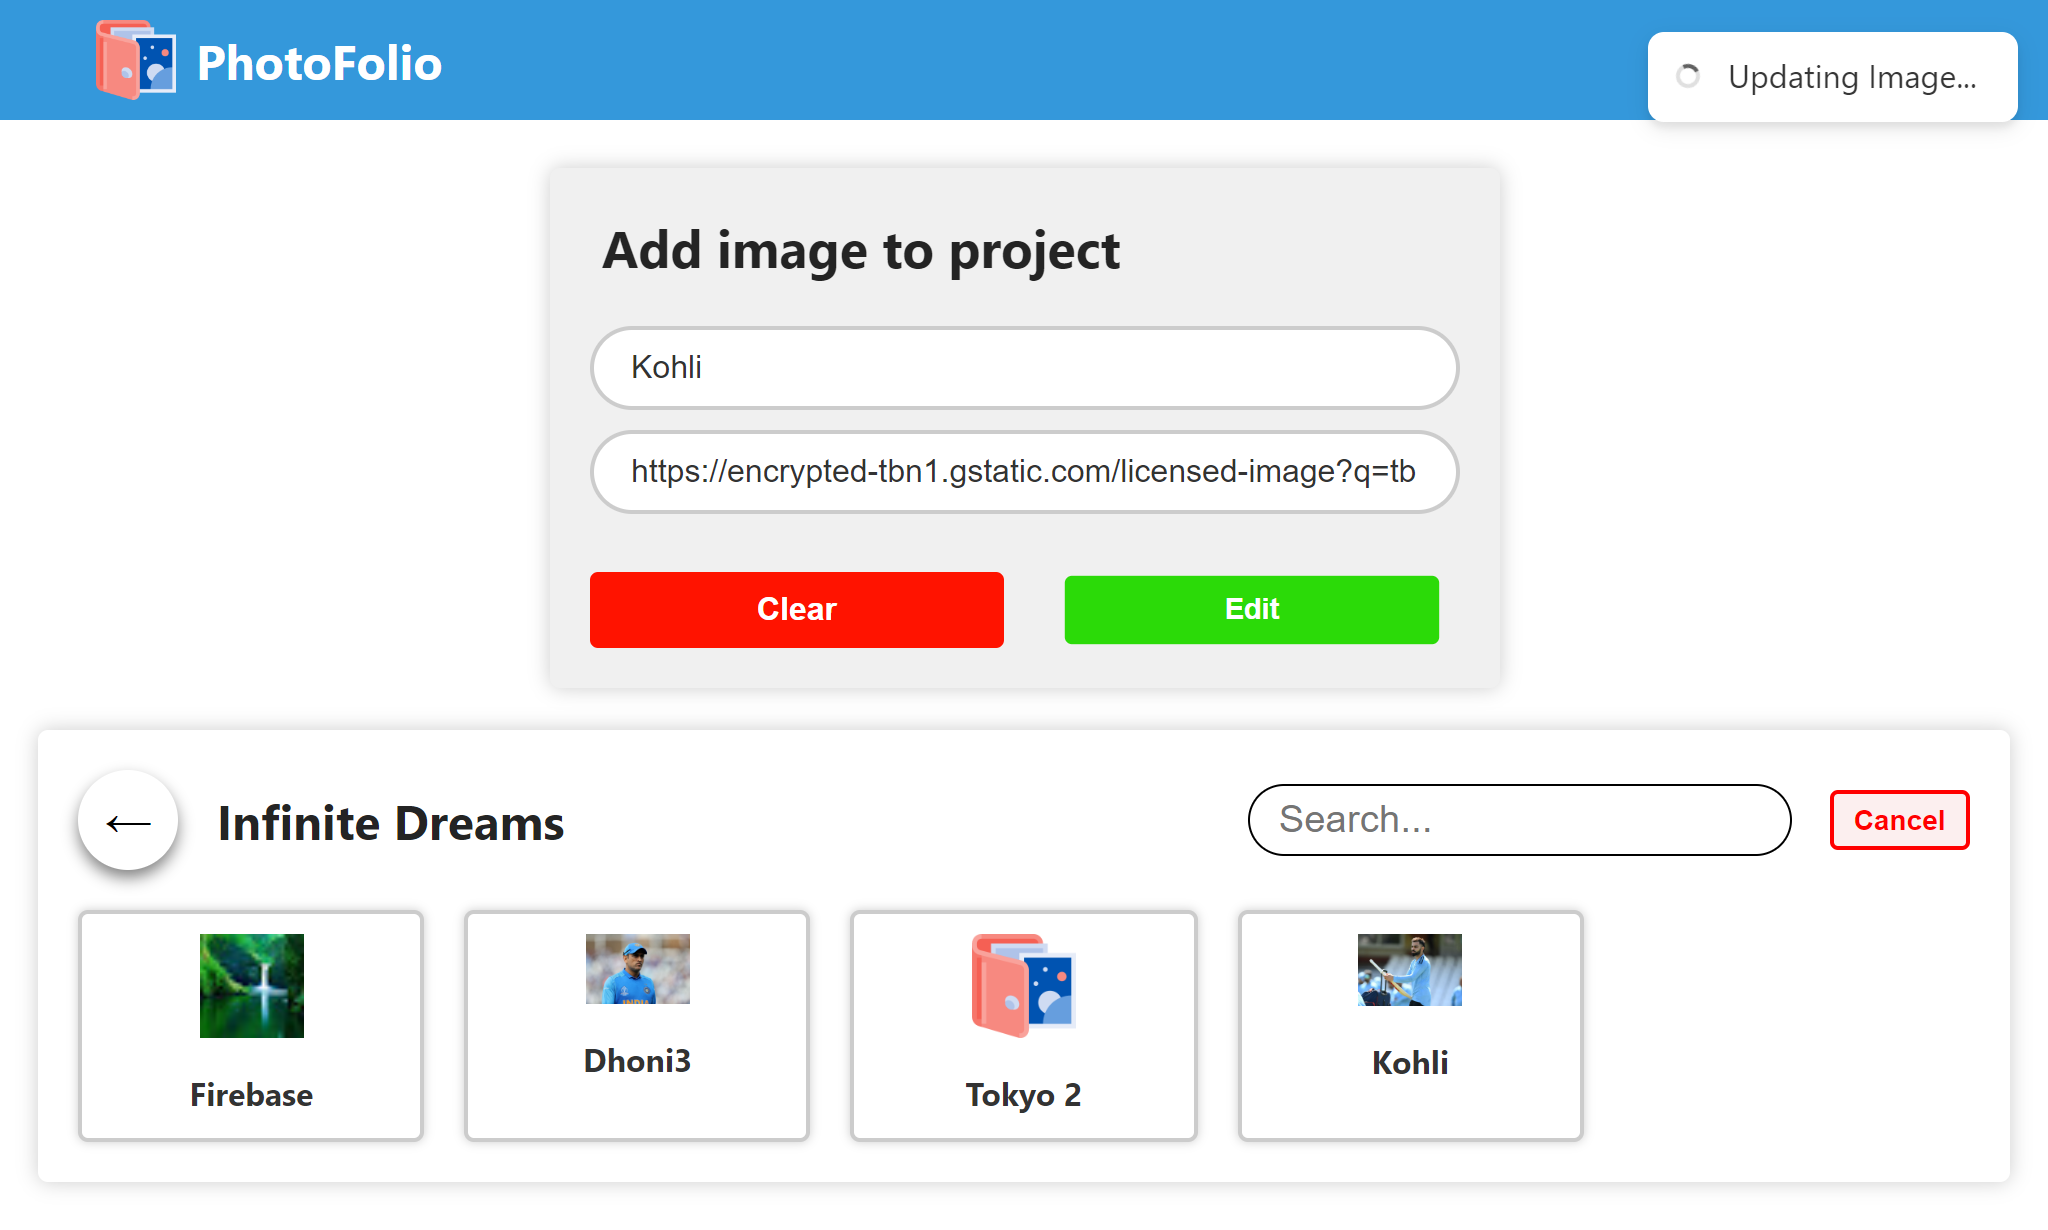 PhotoFolio
Updating Image...
Add image to project
Kohli
https://encrypted-tbn1.gstatic.com/licensed-image?q=tb
Clear
Edit
←
Infinite Dreams
Search...
Cancel
INDIA
Firebase
Dhoni3
Tokyo 2
Kohli